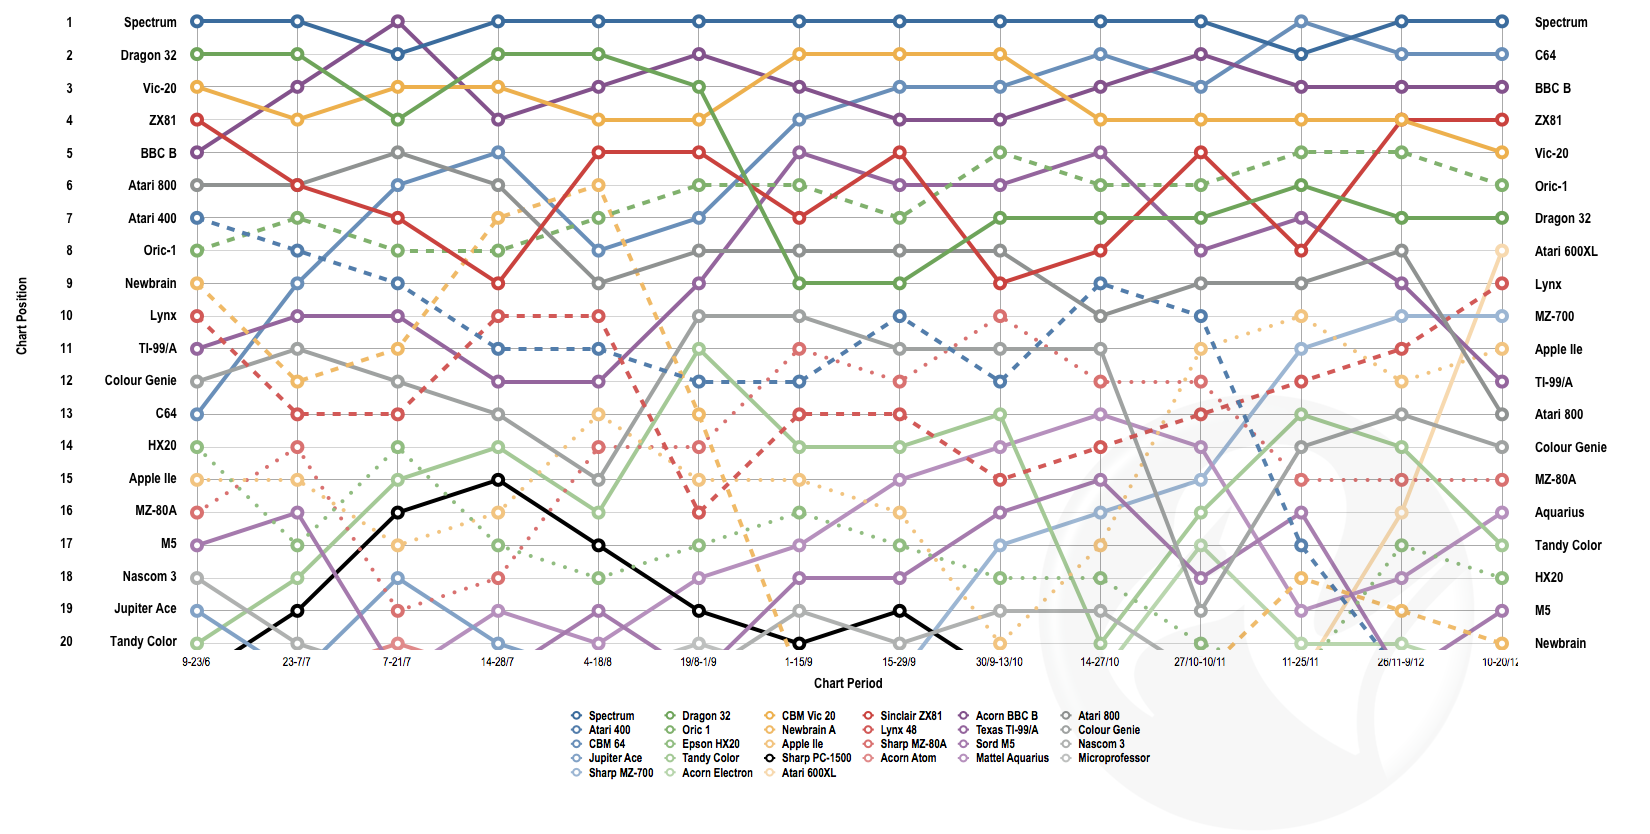 1 Spectrum Spectrum
2 Dragon 32 C64
3 Vic-20 BBC B
4 ZX81 ZX81
5 BBC B Vic-20
6 Atari 800 Oric-1
7 Atari 400 Dragon 32
8 Oric-1 Atari 600XL
9 Newbrain Lynx
10 Lynx MZ-700
11 TI-99/A Apple IIe
12 Colour Genie TI-99/A
13 C64 Atari 800
14 HX20 Colour Genie
15 Apple IIe MZ-80A
16 MZ-80A Aquarius
17 M5 Tandy Color
18 Nascom 3 HX20
19 Jupiter Ace M5
20 Tandy Color Newbrain
Chart Position
9-23/6 23-7/7 7-21/7 14-28/7 4-18/8 19/8-1/9 1-15/9 15-29/9 30/9-13/10 14-27/10 27/10-10/11 11-25/11 26/11-9/12 10-20/12
Chart Period
Spectrum Dragon 32 CBM Vic 20 Sinclair ZX81 Acorn BBC B Atari 800
Atari 400 Oric 1 Newbrain A Lynx 48 Texas TI-99/A Colour Genie
CBM 64 Epson HX20 Apple IIe Sharp MZ-80A Sord M5 Nascom 3
Jupiter Ace Tandy Color Sharp PC-1500 Acorn Atom Mattel Aquarius Microprofessor
Sharp MZ-700 Acorn Electron Atari 600XL